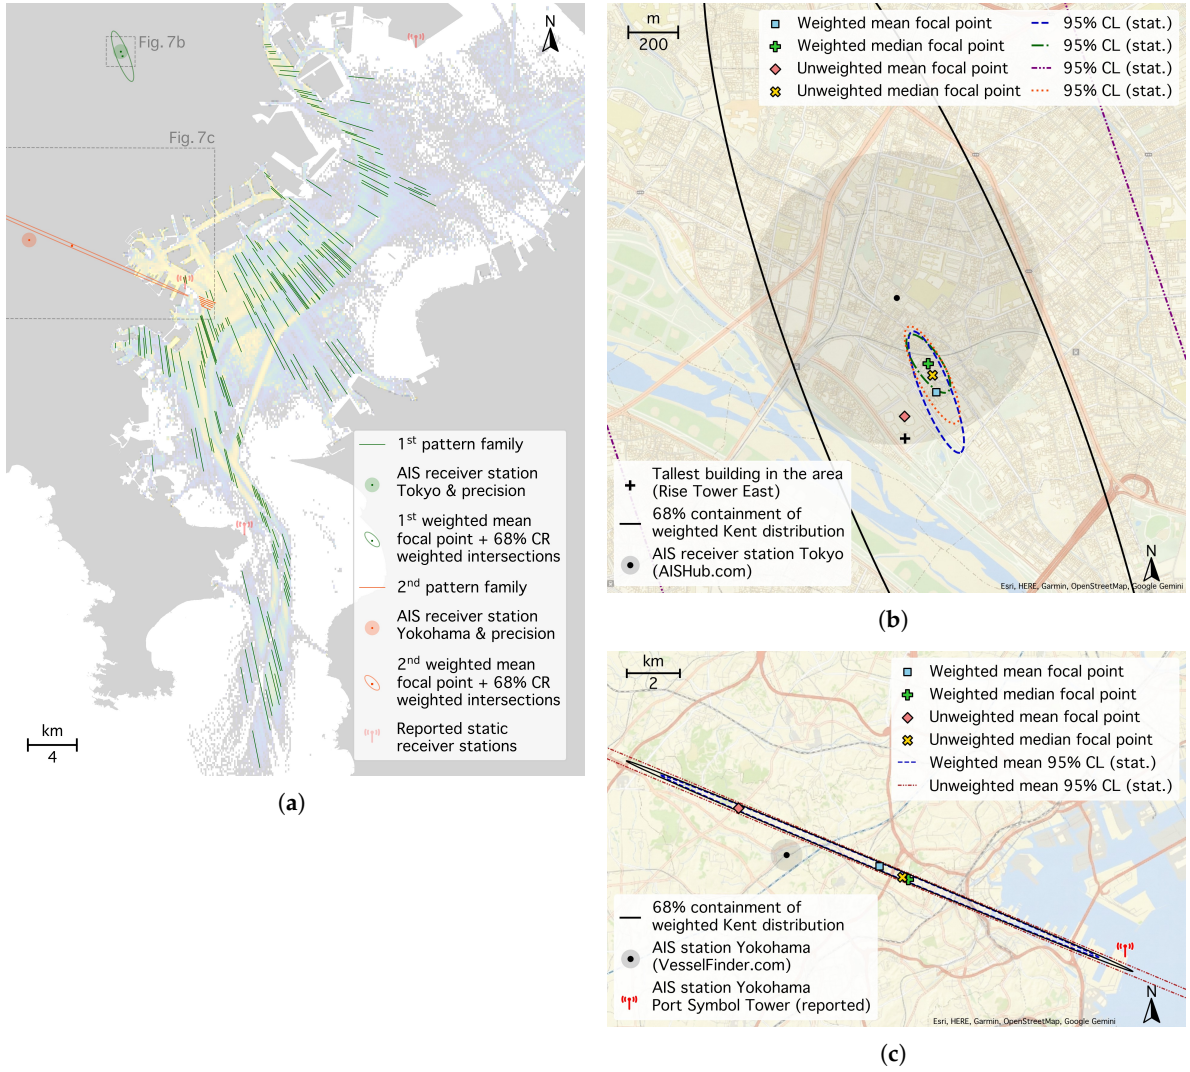 Fig. 7b
N
Fig. 7c
1st pattern family
AIS receiver station
Tokyo & precision
1st weighted mean
focal point + 68% CR
weighted intersections
2nd pattern family
AIS receiver station
Yokohama & precision
2nd weighted mean
focal point + 68% CR
weighted intersections
Reported static
receiver stations
km
4
(a)
m
200
Weighted mean focal point
95% CL (stat.)
Weighted median focal point
95% CL (stat.)
Unweighted mean focal point
95% CL (stat.)
Unweighted median focal point
95% CL (stat.)
Tallest building in the area
(Rise Tower East)
68% containment of
weighted Kent distribution
AIS receiver station Tokyo
(AISHub.com)
N
Esri, HERE, Garmin, OpenStreetMap, Google Gemini
(b)
km
2
Weighted mean focal point
Weighted median focal point
Unweighted mean focal point
Unweighted median focal point
Weighted mean 95% CL (stat.)
Unweighted mean 95% CL (stat.)
68% containment of
weighted Kent distribution
AIS station Yokohama
(VesselFinder.com)
AIS station Yokohama
Port Symbol Tower (reported)
N
Esri, HERE, Garmin, OpenStreetMap, Google Gemini
(c)